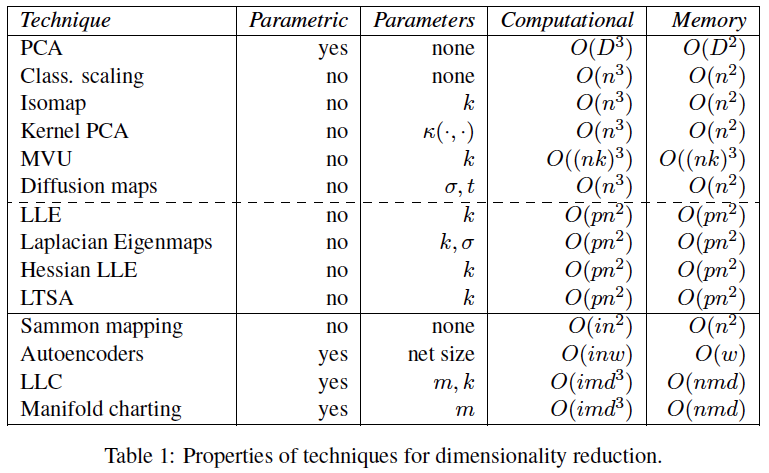 Technique Parametric Parameters Computational Memory
PCA yes none O(D³) O(D²)
Class. scaling no none O(n³) O(n²)
Isomap no k O(n³) O(n²)
Kernel PCA no κ(·, ·) O(n³) O(n²)
MVU no k O((nk)³) O((nk)³)
Diffusion maps no σ, t O(n³) O(n²)
LLE no k O(pn²) O(pn²)
Laplacian Eigenmaps no k, σ O(pn²) O(pn²)
Hessian LLE no k O(pn²) O(pn²)
LTSA no k O(pn²) O(pn²)
Sammon mapping no none O(in²) O(n²)
Autoencoders yes net size O(inw) O(w)
LLC yes m, k O(imd³) O(nmd)
Manifold charting yes m O(imd³) O(nmd)
Table 1: Properties of techniques for dimensionality reduction.